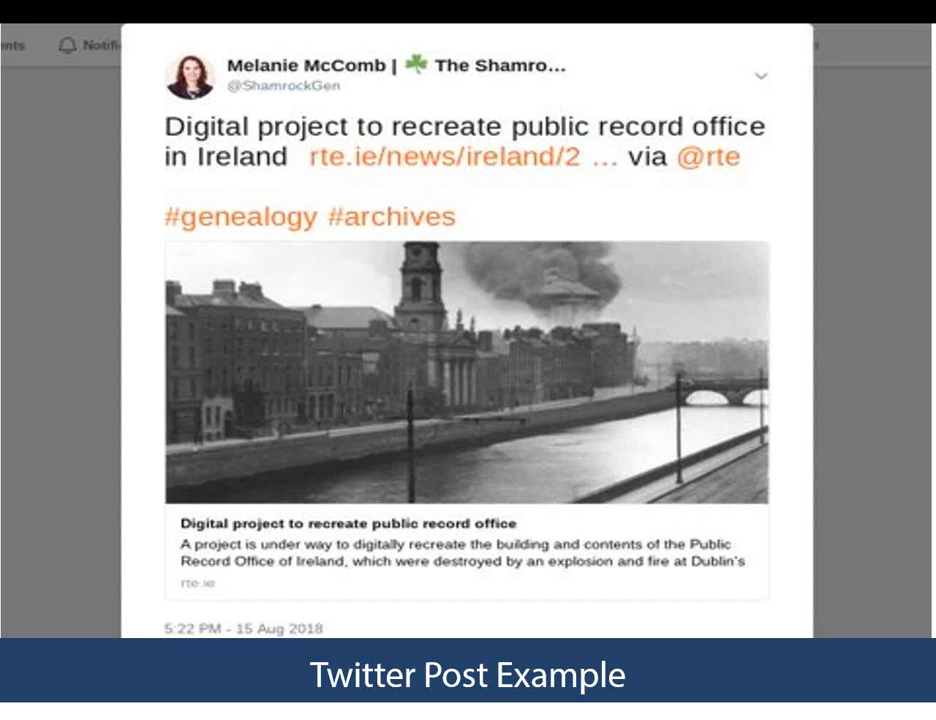 ents Notifi
Melanie McComb | ☘ The Shamro...
@ShamrockGen
Digital project to recreate public record office
in Ireland rte.ie/news/ireland/2 ... via @rte
#genealogy #archives
Digital project to recreate public record office
A project is under way to digitally recreate the building and contents of the Public
Record Office of Ireland, which were destroyed by an explosion and fire at Dublin's
rte.ie
5:22 PM - 15 Aug 2018
Twitter Post Example